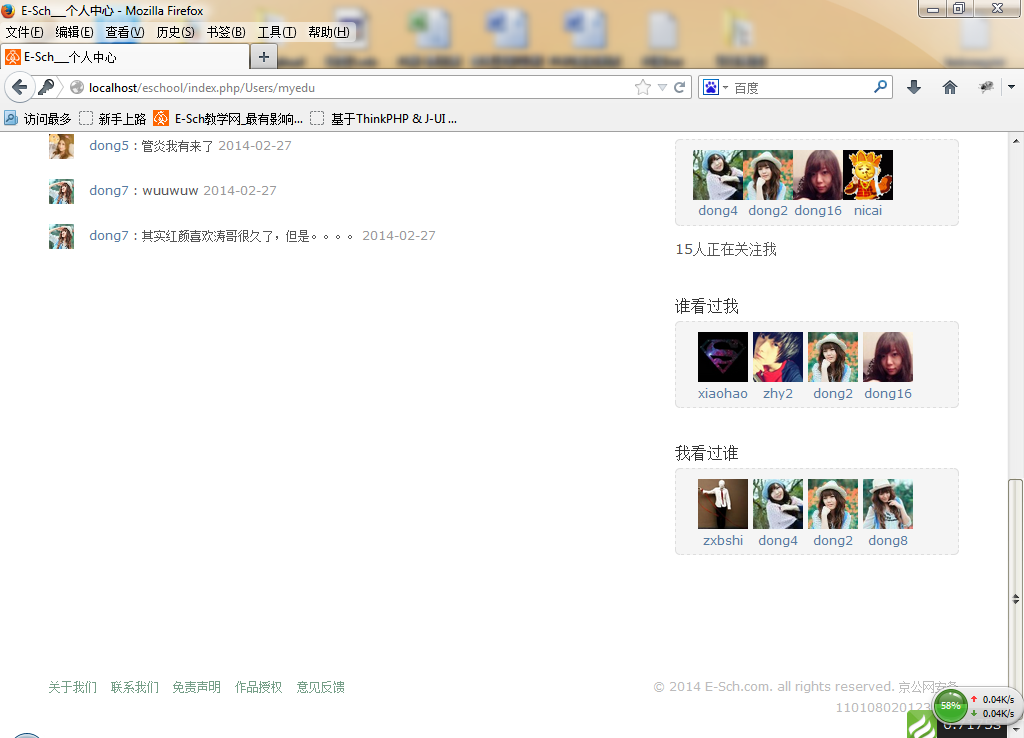 E-Sch___个人中心 - Mozilla Firefox
文件(F) 编辑(E) 查看(V) 历史(S) 书签(B) 工具(T) 帮助(H)
E-Sch___个人中心
localhost/eschool/index.php/Users/myedu 百度
访问最多 新手上路 E-Sch教学网_最有影响... 基于ThinkPHP & J-UI ...
dong5 : 管炎我有来了 2014-02-27
dong7 : wuuwuw 2014-02-27
dong7 : 其实红颜喜欢涛哥很久了，但是。。。。 2014-02-27
dong4 dong2 dong16 nicai
15人正在关注我
谁看过我
xiaohao zhy2 dong2 dong16
我看过谁
zxbshi dong4 dong2 dong8
关于我们 联系我们 免责声明 作品授权 意见反馈
© 2014 E-Sch.com. all rights reserved. 京公网安备
110108020123
58% 0.04K/s
0.04K/s